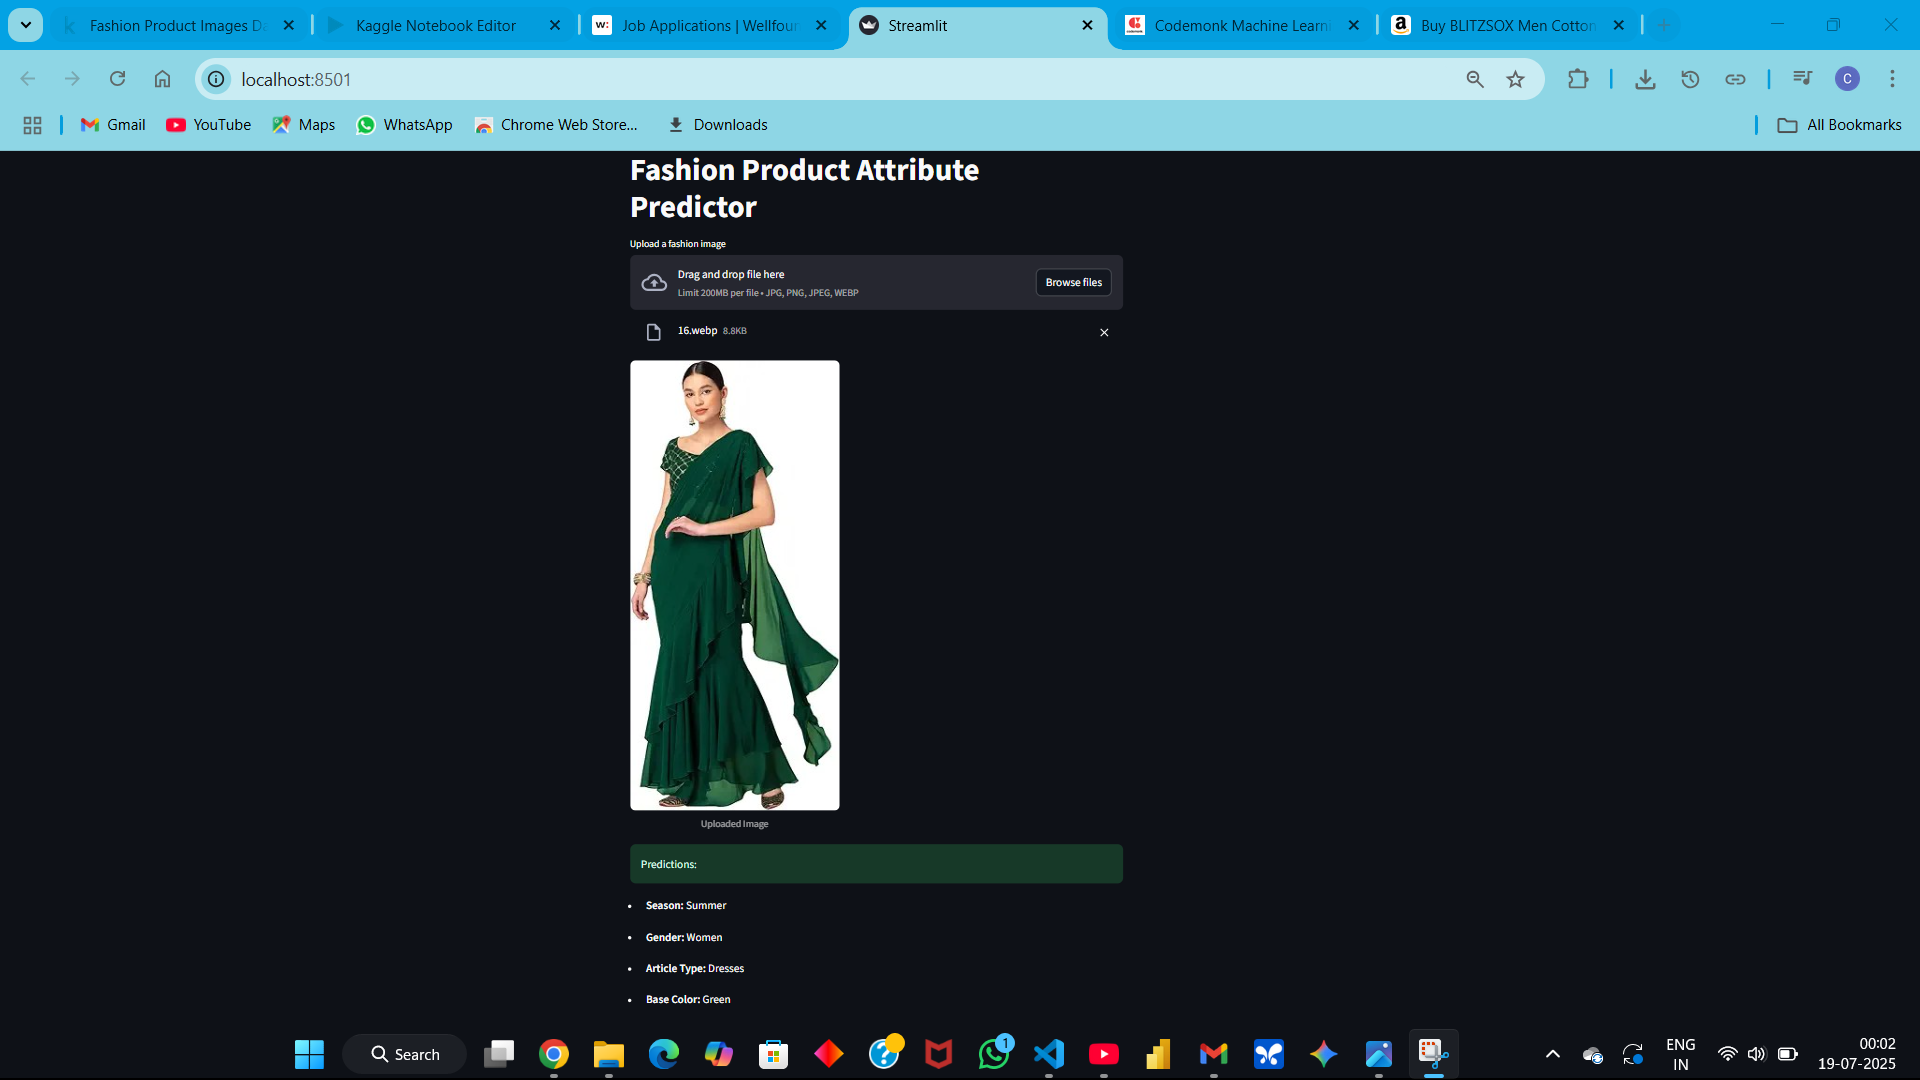 Fashion Product Images Da
Kaggle Notebook Editor
w: Job Applications | Wellfoun
Streamlit
Codemonk Machine Learni
Buy BLITZSOX Men Cotton
localhost:8501
C
Gmail
YouTube
Maps
WhatsApp
Chrome Web Store...
Downloads
All Bookmarks
Fashion Product Attribute
Predictor
Upload a fashion image
Drag and drop file here
Limit 200MB per file • JPG, PNG, JPEG, WEBP
Browse files
16.webp 8.8KB
Uploaded Image
Predictions:
• Season: Summer
• Gender: Women
• Article Type: Dresses
• Base Color: Green
Search
1
ENG
IN
00:02
19-07-2025